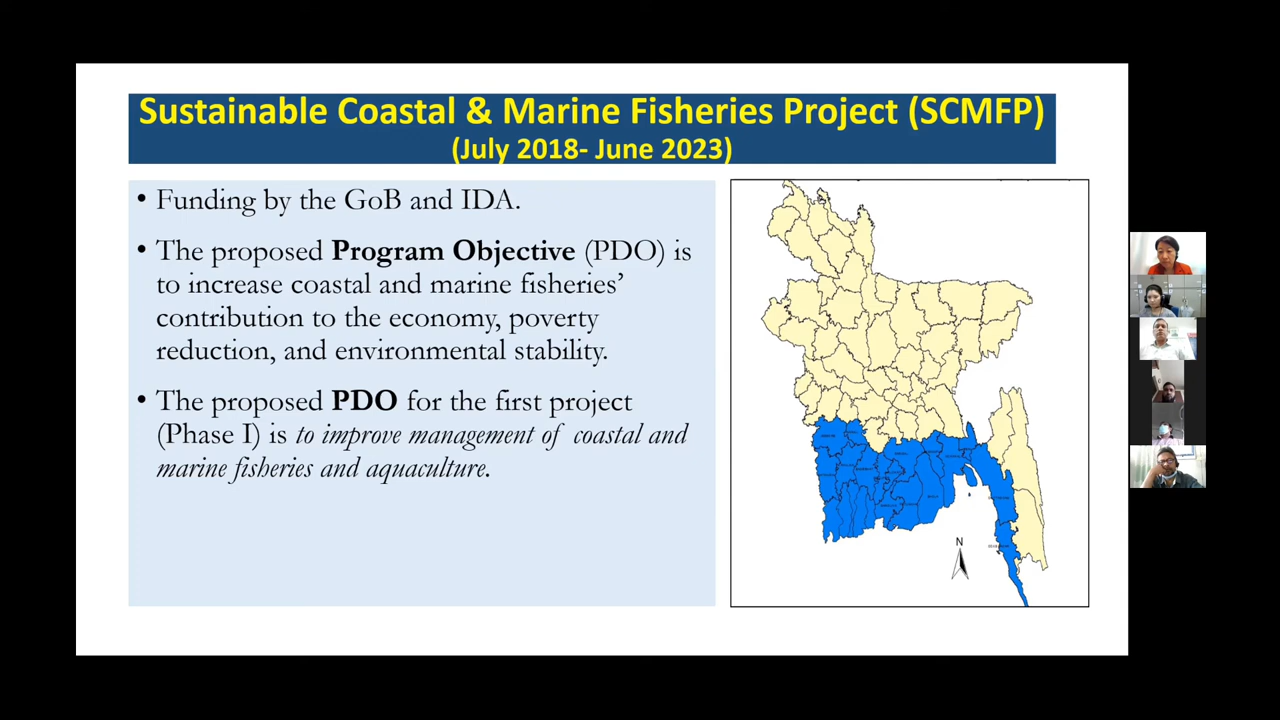 Sustainable Coastal & Marine Fisheries Project (SCMFP)
(July 2018- June 2023)
• Funding by the GoB and IDA.
• The proposed Program Objective (PDO) is
to increase coastal and marine fisheries’
contribution to the economy, poverty
reduction, and environmental stability.
• The proposed PDO for the first project
(Phase I) is to improve management of coastal and
marine fisheries and aquaculture.
N